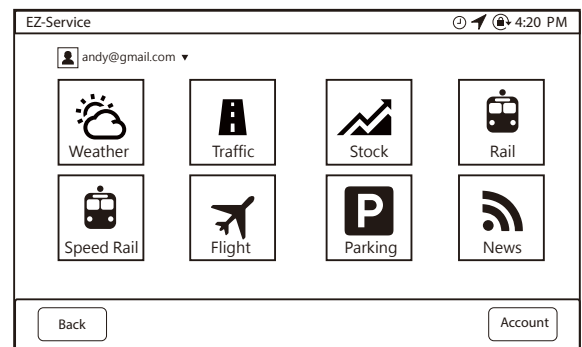 EZ-Service 4:20 PM
andy@gmail.com
Weather Traffic Stock Rail
Speed Rail Flight P Parking News
Back Account